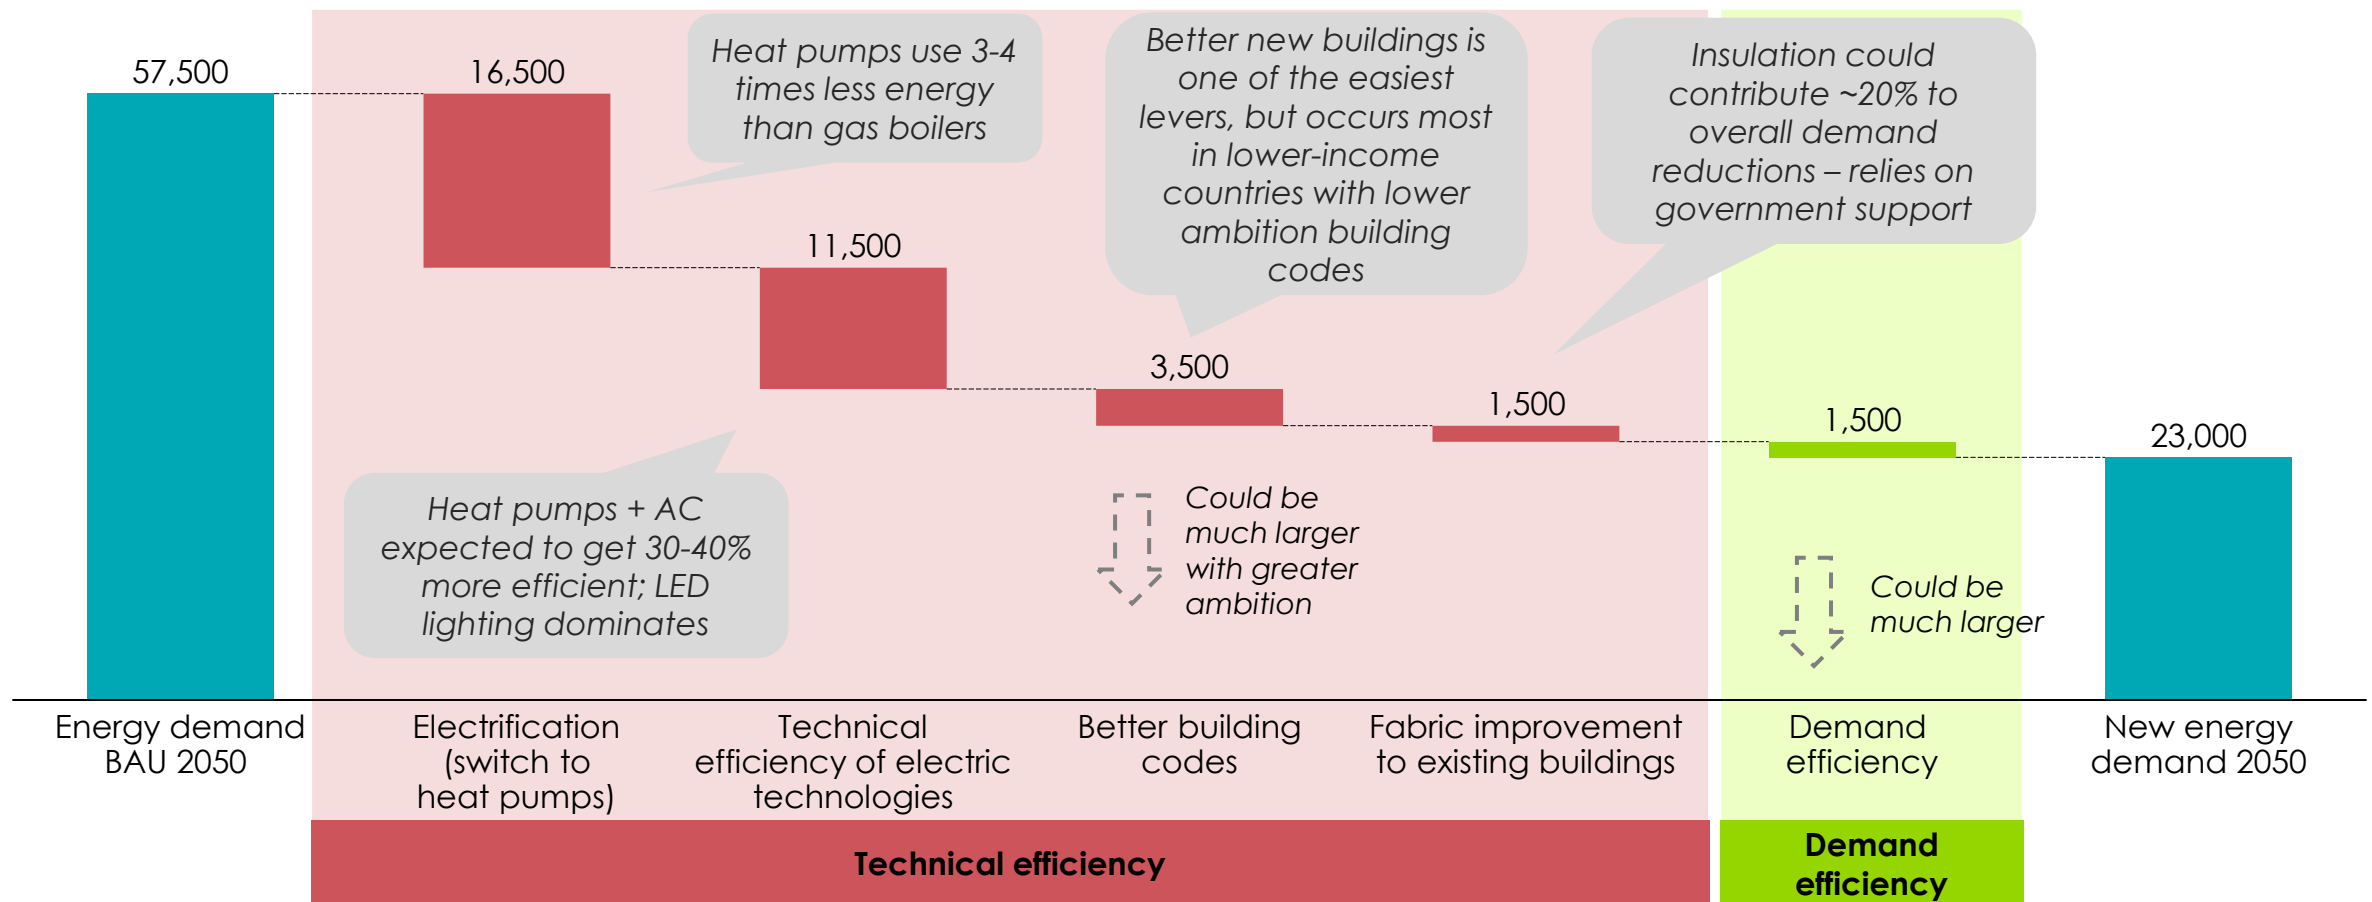 57,500
16,500
Heat pumps use 3-4
times less energy
than gas boilers
Better new buildings is
one of the easiest
levers, but occurs most
in lower-income
countries with lower
ambition building
codes
Insulation could
contribute ~20% to
overall demand
reductions – relies on
government support
11,500
3,500
1,500
1,500
23,000
Heat pumps + AC
expected to get 30-40%
more efficient; LED
lighting dominates
Could be
much larger
with greater
ambition
Could be
much larger
Energy demand
BAU 2050
Electrification
(switch to
heat pumps)
Technical
efficiency of electric
technologies
Better building
codes
Fabric improvement
to existing buildings
Demand
efficiency
New energy
demand 2050
Technical efficiency
Demand
efficiency